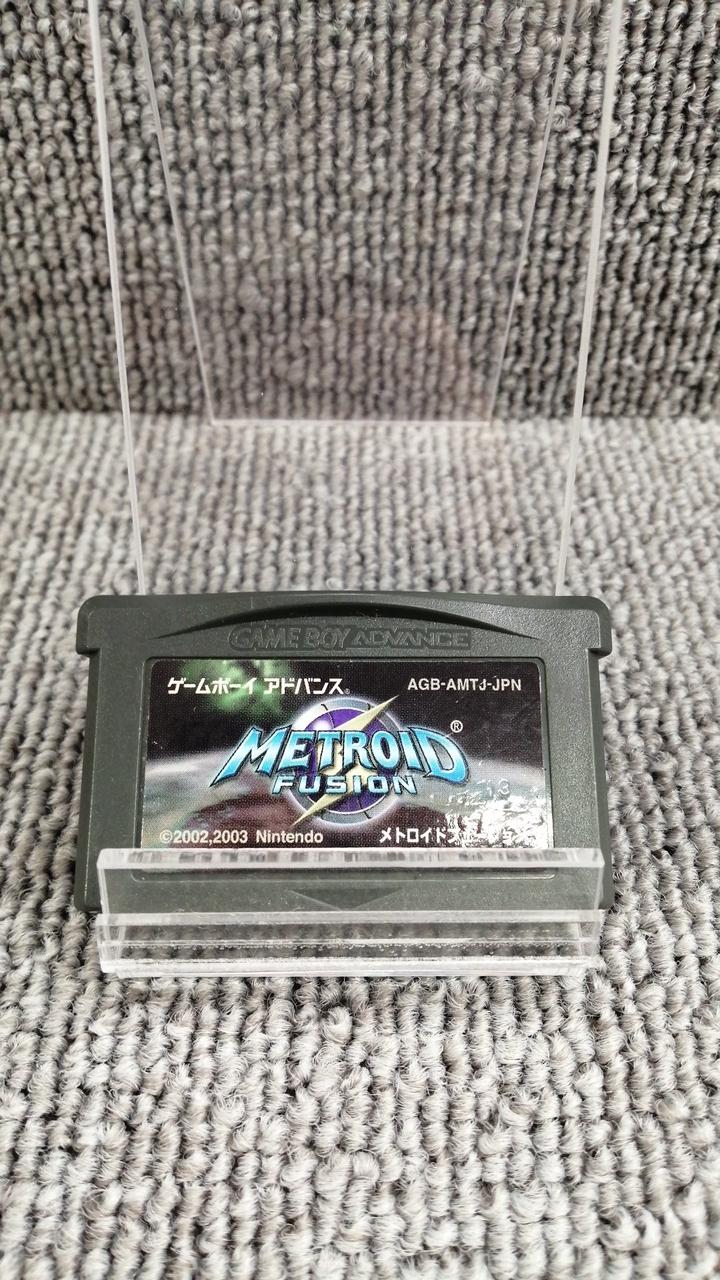 GAME BOY ADVANCE
ゲームボーイ アドバンス®
AGB-AMTJ-JPN
METROID®
FUSION
©2002,2003 Nintendo
メトロイド